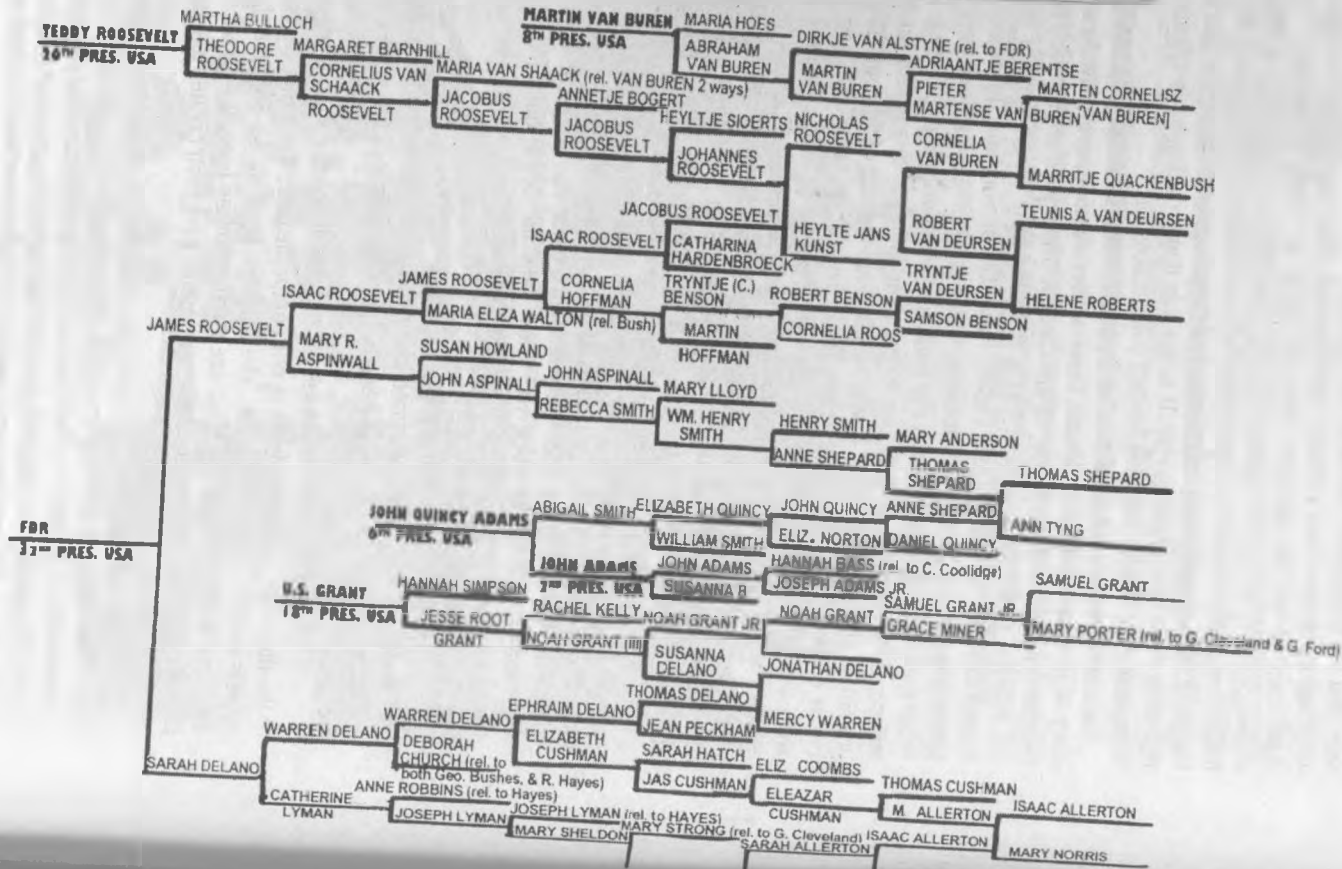 MARTHA BULLOCH
TEDDY ROOSEVELT
26TH PRES. USA
THEODORE
ROOSEVELT
MARGARET BARNHILL
CORNELIUS VAN
SCHAACK
ROOSEVELT
MARIA VAN SHAACK (rel. VAN BUREN 2 ways)
JACOBUS
ROOSEVELT
ANNETJE BOGERT
JACOBUS
ROOSEVELT
HEYLTJE SIOERTS
JOHANNES
ROOSEVELT
NICHOLAS
ROOSEVELT
HEYLTE JANS
KUNST
MARTIN VAN BUREN
8TH PRES. USA
MARIA HOES
ABRAHAM
VAN BUREN
DIRKJE VAN ALSTYNE (rel. to FDR)
MARTIN
VAN BUREN
ADRIAANTJE BERENTSE
PIETER
MARTENSE VAN BUREN
MARTEN CORNELISZ
[VAN BUREN]
CORNELIA
VAN BUREN
MARRITJE QUACKENBUSH
ROBERT
VAN DEURSEN
TEUNIS A. VAN DEURSEN
TRYNTJE
VAN DEURSEN
HELENE ROBERTS
SAMSON BENSON
JACOBUS ROOSEVELT
ISAAC ROOSEVELT
CATHARINA
HARDENBROECK
JAMES ROOSEVELT
CORNELIA
HOFFMAN
TRYNTJE (C.)
BENSON
ROBERT BENSON
CORNELIA ROOS
MARTIN
HOFFMAN
ISAAC ROOSEVELT
MARIA ELIZA WALTON (rel. Bush)
JAMES ROOSEVELT
MARY R.
ASPINWALL
SUSAN HOWLAND
JOHN ASPINALL
JOHN ASPINALL
REBECCA SMITH
MARY LLOYD
WM. HENRY
SMITH
HENRY SMITH
ANNE SHEPARD
MARY ANDERSON
THOMAS
SHEPARD
THOMAS SHEPARD
ANN TYNG
JOHN QUINCY ADAMS
6TH PRES. USA
ABIGAIL SMITH
ELIZABETH QUINCY
JOHN QUINCY
ANNE SHEPARD
WILLIAM SMITH
ELIZ. NORTON
DANIEL QUINCY
JOHN ADAMS
2ND PRES. USA
JOHN ADAMS
HANNAH BASS (rel. to C. Coolidge)
SUSANNA B
JOSEPH ADAMS JR.
FDR
32ND PRES. USA
U.S. GRANT
18TH PRES. USA
HANNAH SIMPSON
JESSE ROOT
GRANT
RACHEL KELLY
NOAH GRANT (III)
NOAH GRANT JR
SUSANNA
DELANO
NOAH GRANT
SAMUEL GRANT JR.
GRACE MINER
SAMUEL GRANT
MARY PORTER (rel. to G. Cleveland & G. Ford)
JONATHAN DELANO
THOMAS DELANO
MERCY WARREN
EPHRAIM DELANO
JEAN PECKHAM
WARREN DELANO
ELIZABETH
CUSHMAN
WARREN DELANO
DEBORAH
CHURCH (rel. to
both Geo. Bushes, & R. Hayes)
SARAH HATCH
JAS CUSHMAN
ELIZ. COOMBS
ELEAZAR
CUSHMAN
THOMAS CUSHMAN
M. ALLERTON
ISAAC ALLERTON
MARY NORRIS
SARAH DELANO
CATHERINE
LYMAN
ANNE ROBBINS (rel. to Hayes)
JOSEPH LYMAN
JOSEPH LYMAN (rel. to HAYES)
MARY SHELDON
MARY STRONG (rel. to G. Cleveland)
SARAH ALLERTON
ISAAC ALLERTON